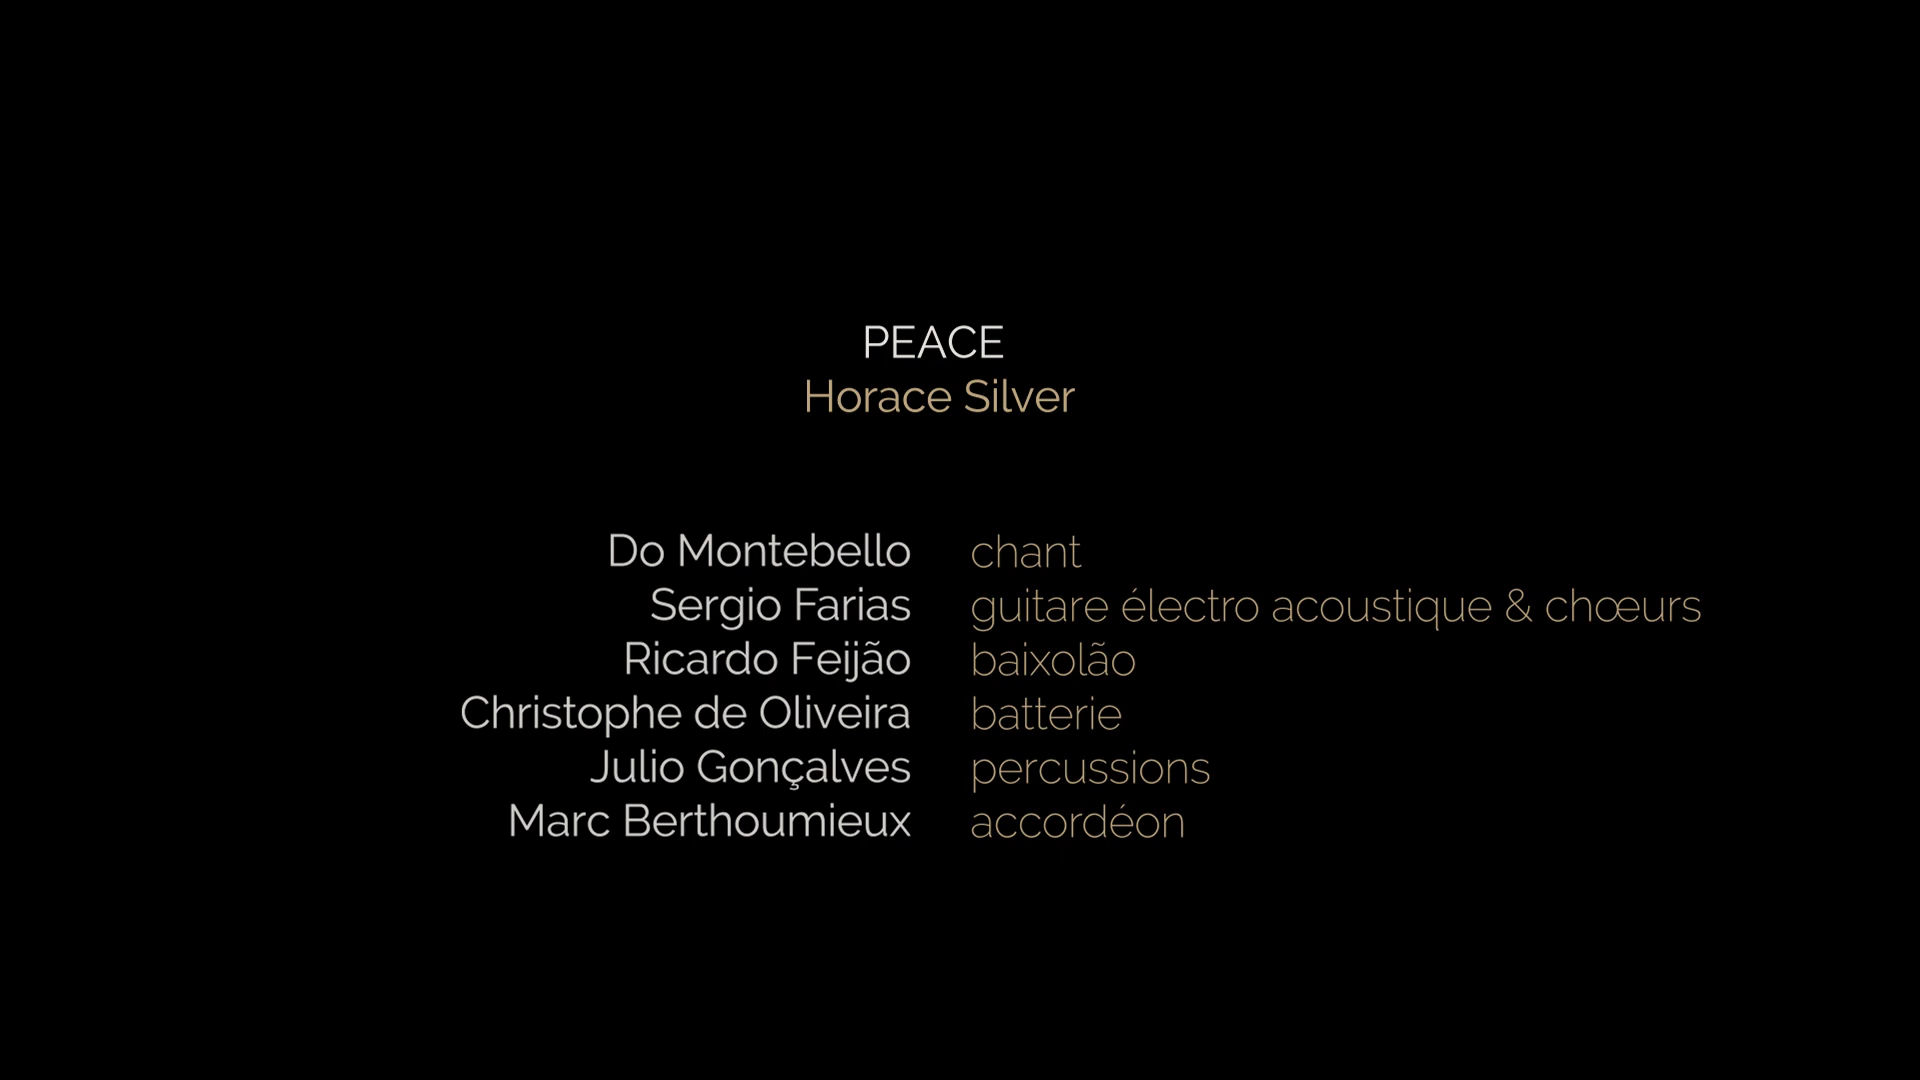 PEACE
Horace Silver
Do Montebello chant
Sergio Farias guitare électro acoustique & chœurs
Ricardo Feijão baixolão
Christophe de Oliveira batterie
Julio Gonçalves percussions
Marc Berthoumieux accordéon